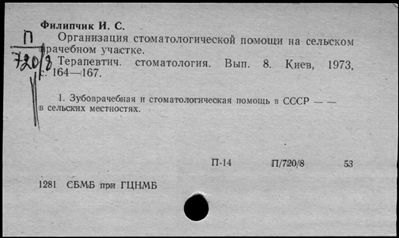 Филипчик И. С.
П
720/8
Организация стоматологической помощи на сельском
врачебном участке.
Терапевтич. стоматология. Вып. 8. Киев, 1973,
с. 164—167.
1. Зубоврачебная и стоматологическая помощь в СССР — —
в сельских местностях.
П-14 П/720/8 53
1281 СБМБ при ГЦНМБ